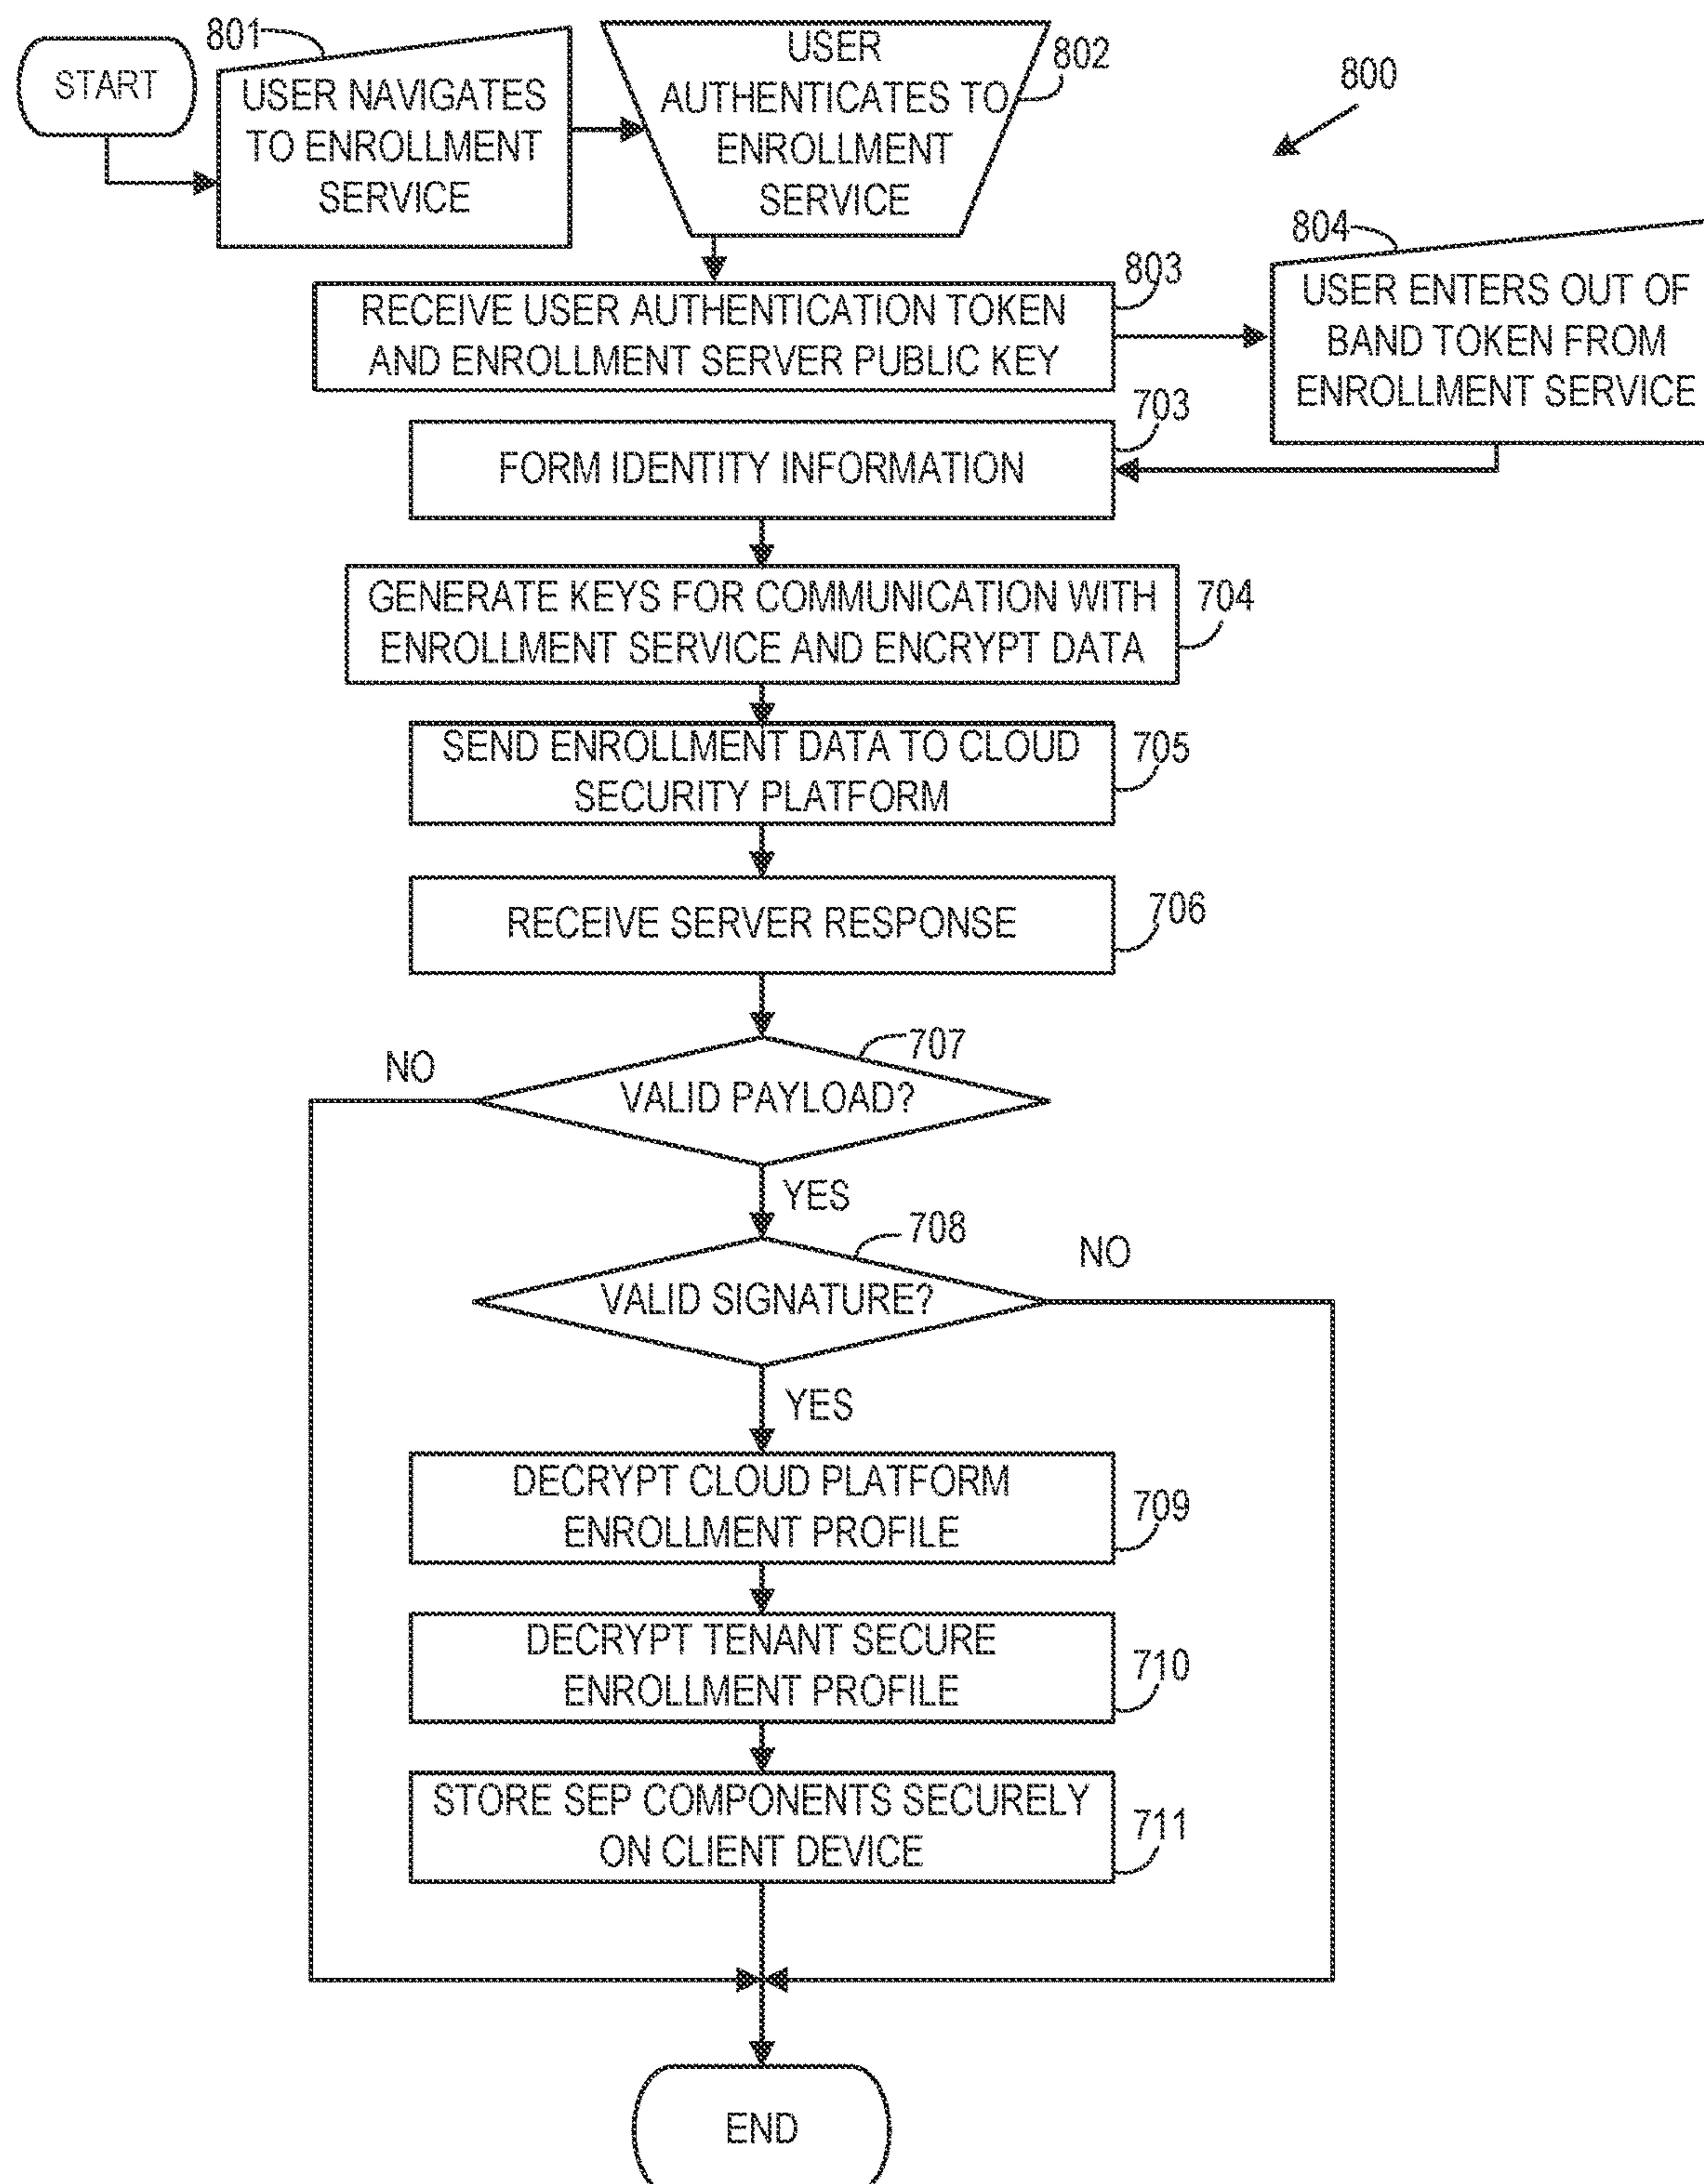 START
801
USER NAVIGATES
TO ENROLLMENT
SERVICE
USER
AUTHENTICATES TO
ENROLLMENT
SERVICE
802
800
803
RECEIVE USER AUTHENTICATION TOKEN
AND ENROLLMENT SERVER PUBLIC KEY
804
USER ENTERS OUT OF
BAND TOKEN FROM
ENROLLMENT SERVICE
703
FORM IDENTITY INFORMATION
GENERATE KEYS FOR COMMUNICATION WITH
ENROLLMENT SERVICE AND ENCRYPT DATA
704
SEND ENROLLMENT DATA TO CLOUD
SECURITY PLATFORM
705
RECEIVE SERVER RESPONSE
706
707
NO
VALID PAYLOAD?
YES
708
NO
VALID SIGNATURE?
YES
DECRYPT CLOUD PLATFORM
ENROLLMENT PROFILE
709
DECRYPT TENANT SECURE
ENROLLMENT PROFILE
710
STORE SEP COMPONENTS SECURELY
ON CLIENT DEVICE
711
END